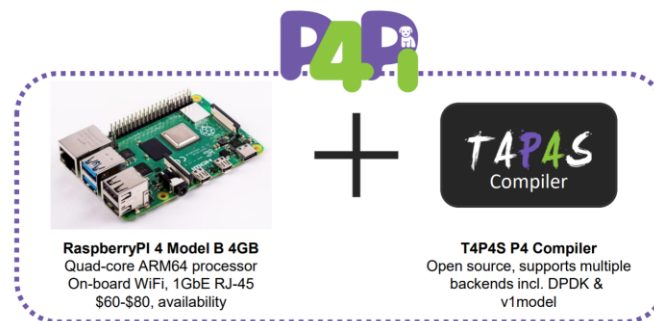 P4Pi
TAPAS
Compiler
RaspberryPI 4 Model B 4GB
Quad-core ARM64 processor
On-board WiFi, 1GbE RJ-45
$60-$80, availability
T4P4S P4 Compiler
Open source, supports multiple
backends incl. DPDK &
v1model